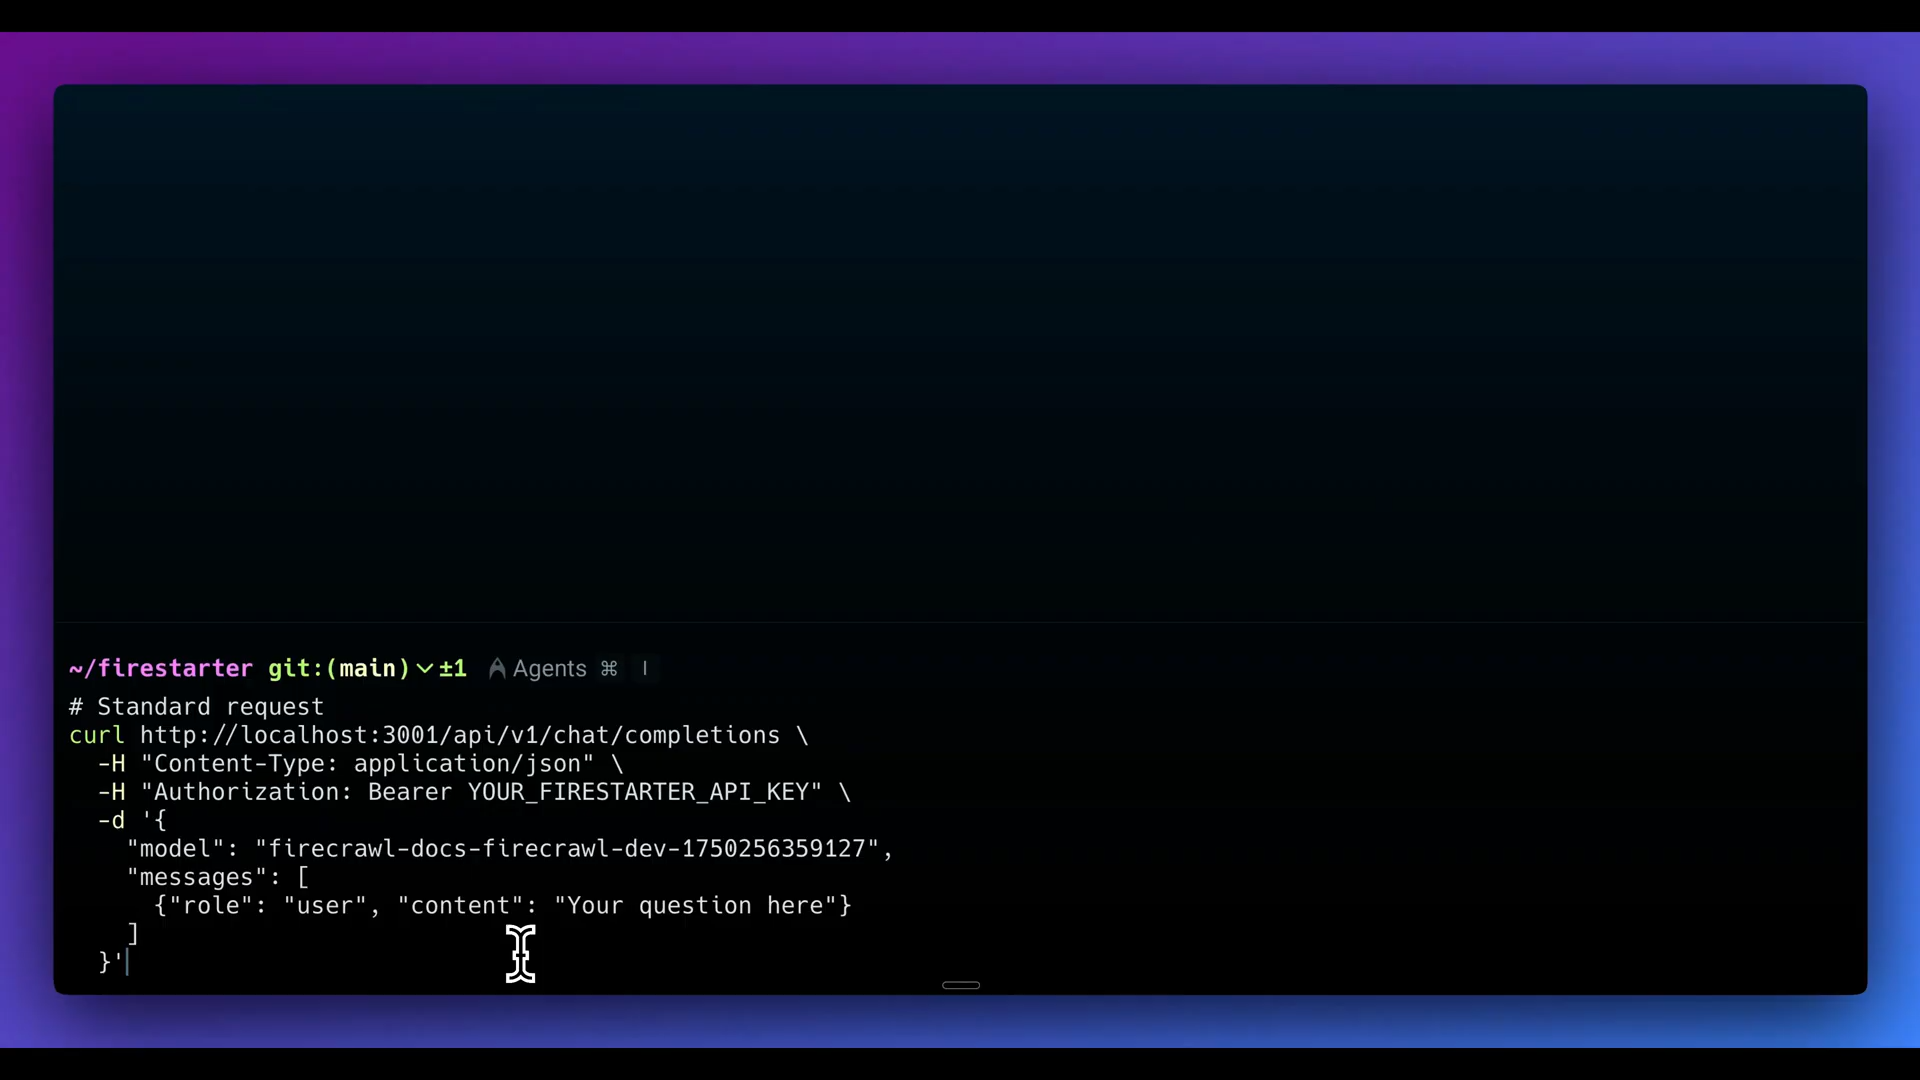 ~/firestarter git:(main) ±1 Agents ⌘ I
# Standard request
curl http://localhost:3001/api/v1/chat/completions \
  -H "Content-Type: application/json" \
  -H "Authorization: Bearer YOUR_FIRESTARTER_API_KEY" \
  -d '{
    "model": "firecrawl-docs-firecrawl-dev-1750256359127",
    "messages": [
      {"role": "user", "content": "Your question here"}
    ]
  }'